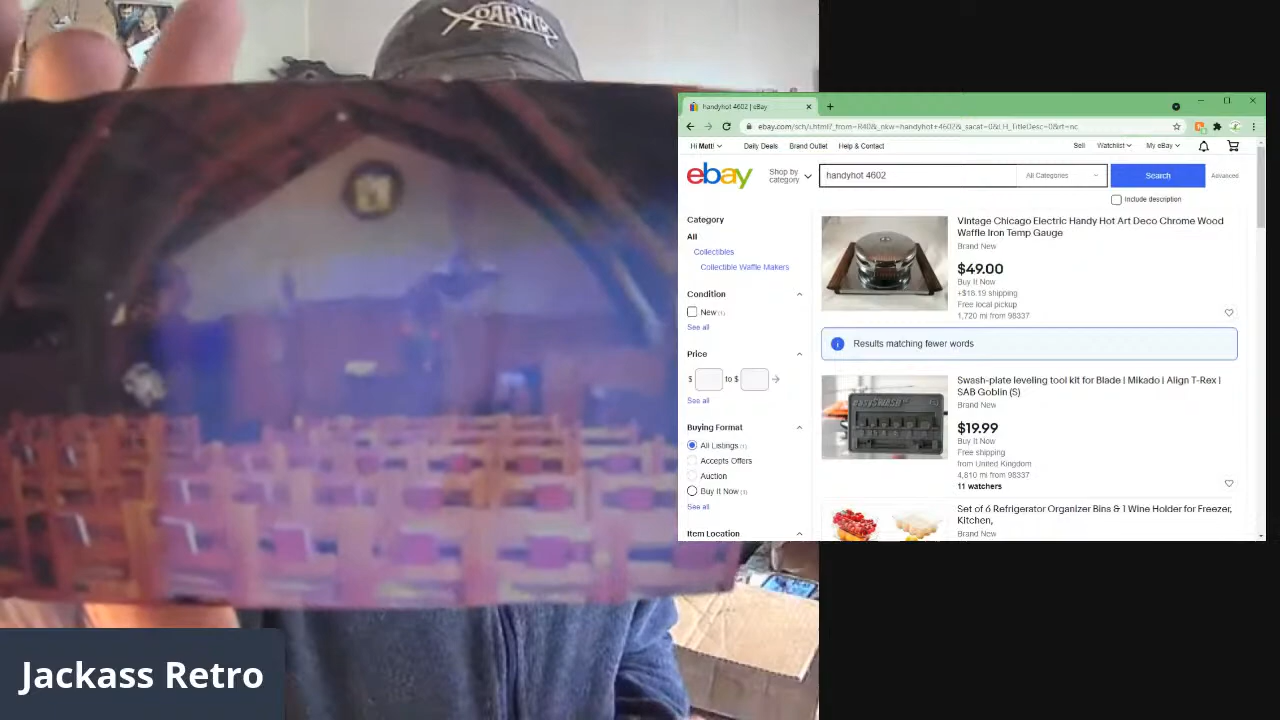 handyhot 4602 | eBay
ebay.com/sch/i.html?_from=R40&_nkw=handyhot+4602&_sacat=0&LH_TitleDesc=0&rt=nc
Hi Matt!
Daily Deals
Brand Outlet
Help & Contact
Sell
Watchlist
My eBay
ebay
Shop by
category
handyhot 4602
All Categories
Search
Advanced
Include description
Category
All
Collectibles
Collectible Waffle Makers
Condition
New (1)
See all
Price
$ to $
See all
Buying Format
All Listings (1)
Accepts Offers
Auction
Buy It Now (1)
See all
Item Location
Vintage Chicago Electric Handy Hot Art Deco Chrome Wood
Waffle Iron Temp Gauge
Brand New
$49.00
Buy It Now
+$18.19 shipping
Free local pickup
1,720 mi from 98337
Results matching fewer words
Swash-plate leveling tool kit for Blade | Mikado | Align T-Rex |
SAB Goblin (S)
Brand New
$19.99
Buy It Now
Free shipping
from United Kingdom
4,810 mi from 98337
11 watchers
Set of 6 Refrigerator Organizer Bins & 1 Wine Holder for Freezer,
Kitchen,
Brand New
Jackass Retro